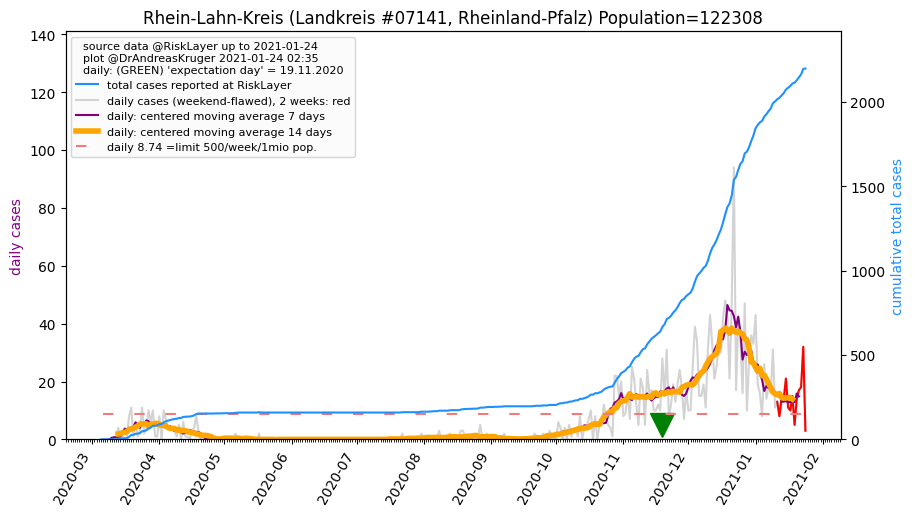 Rhein-Lahn-Kreis (Landkreis #07141, Rheinland-Pfalz) Population=122308
source data @RiskLayer up to 2021-01-24
plot @DrAndreasKruger 2021-01-24 02:35
daily: (GREEN) 'expectation day' = 19.11.2020
total cases reported at RiskLayer
daily cases (weekend-flawed), 2 weeks: red
daily: centered moving average 7 days
daily: centered moving average 14 days
daily 8.74 =limit 500/week/1mio pop.
daily cases
140
120
100
80
60
40
20
0
cumulative total cases
2000
1500
1000
500
0
2020-03
2020-04
2020-05
2020-06
2020-07
2020-08
2020-09
2020-10
2020-11
2020-12
2021-01
2021-02